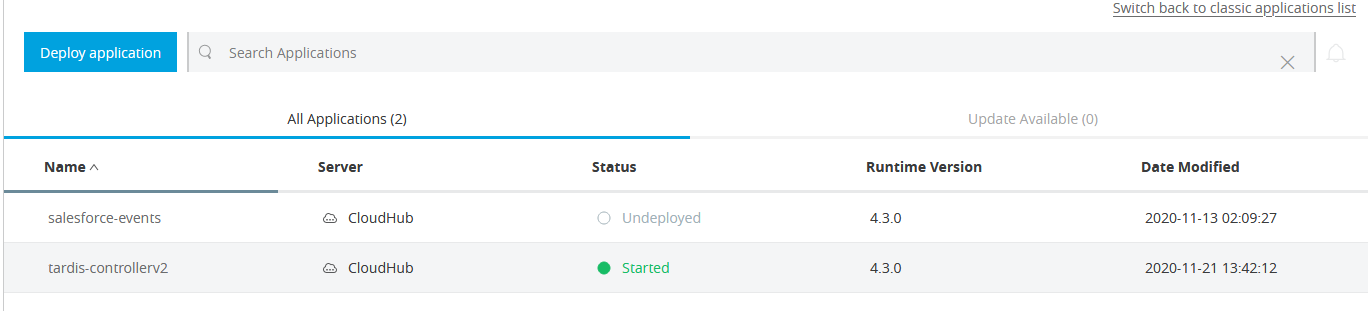 Switch back to classic applications list
Deploy application
Search Applications
All Applications (2)
Update Available (0)
Name Server Status Runtime Version Date Modified
salesforce-events CloudHub Undeployed 4.3.0 2020-11-13 02:09:27
tardis-controllerv2 CloudHub Started 4.3.0 2020-11-21 13:42:12